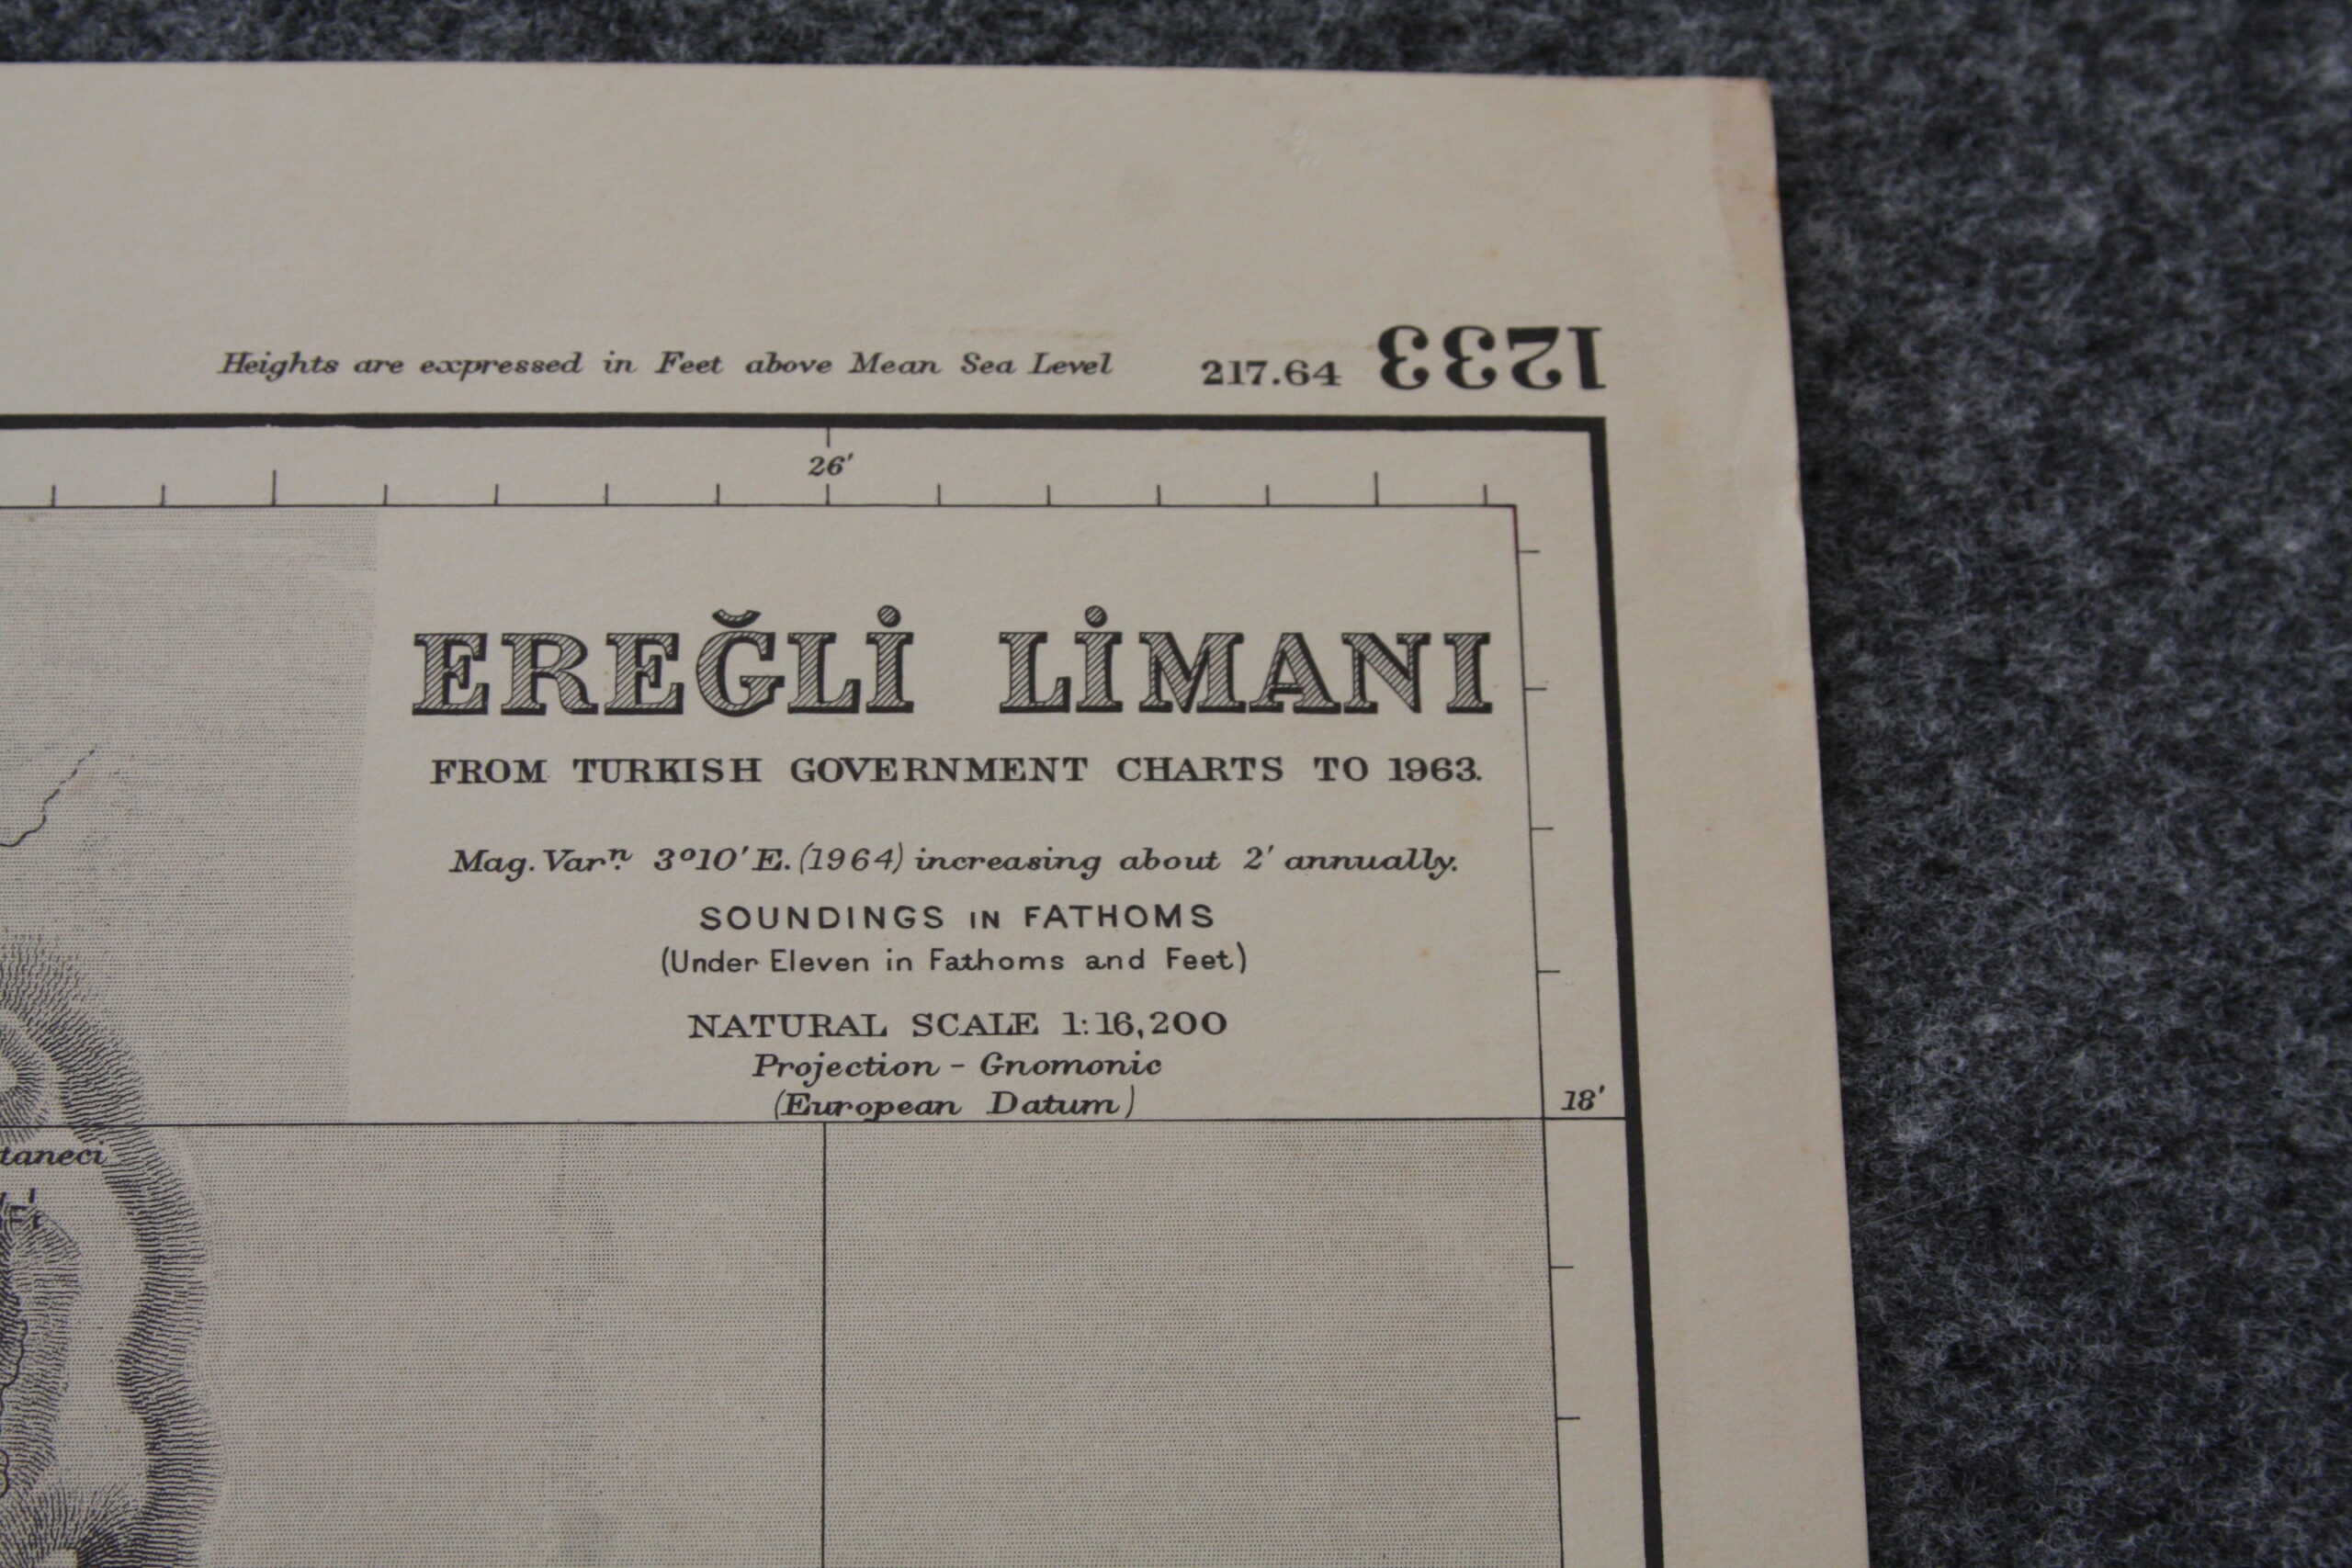 Heights are expressed in Feet above Mean Sea Level 217.64 1233
26'
EREĞLİ LİMANI
FROM TURKISH GOVERNMENT CHARTS TO 1963.
Mag. Varⁿ. 3°10' E. (1964) increasing about 2' annually.
SOUNDINGS IN FATHOMS
(Under Eleven in Fathoms and Feet)
NATURAL SCALE 1:16,200
Projection - Gnomonic
(European Datum)
18'
taneci